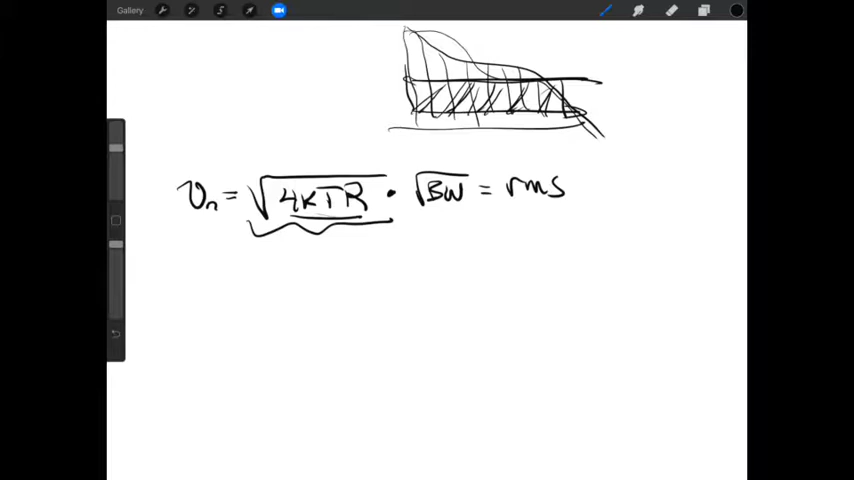 Gallery
Vn = √4KTR · √BW = rms